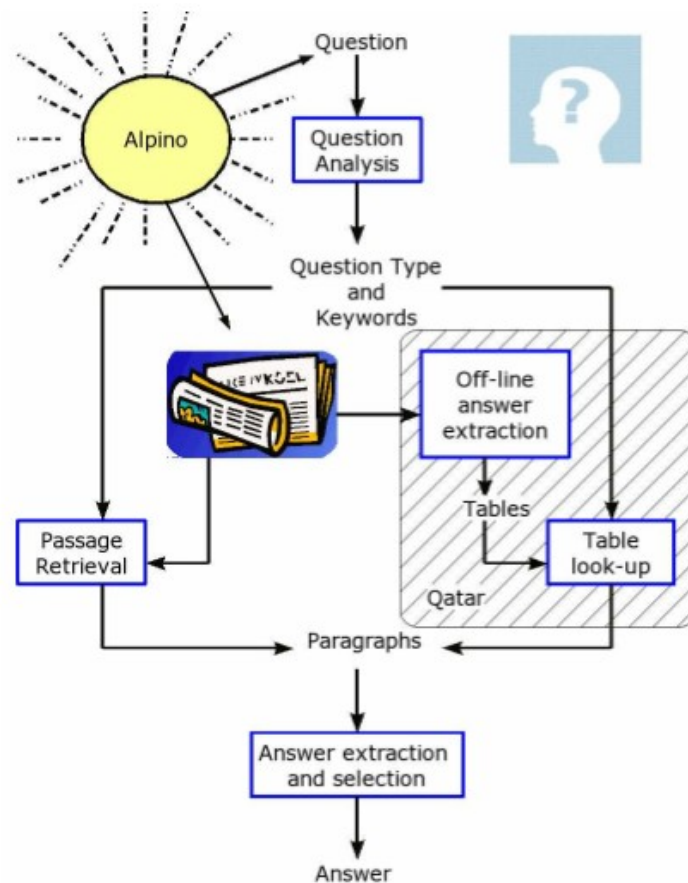 Question
Alpino
?
Question
Analysis
Question Type
and
Keywords
Off-line
answer
extraction
Tables
Passage
Retrieval
Table
look-up
Qatar
Paragraphs
Answer extraction
and selection
Answer